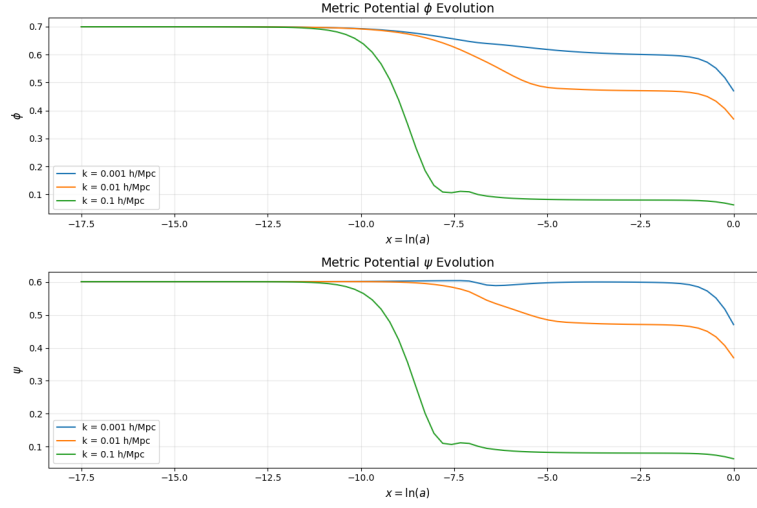 Metric Potential ϕ Evolution
0.7
0.6
0.5
0.4
0.3
0.2
0.1
ϕ
k = 0.001 h/Mpc
k = 0.01 h/Mpc
k = 0.1 h/Mpc
−17.5 −15.0 −12.5 −10.0 −7.5 −5.0 −2.5 0.0
x = ln(a)
Metric Potential ψ Evolution
0.6
0.5
0.4
0.3
0.2
0.1
ψ
k = 0.001 h/Mpc
k = 0.01 h/Mpc
k = 0.1 h/Mpc
−17.5 −15.0 −12.5 −10.0 −7.5 −5.0 −2.5 0.0
x = ln(a)